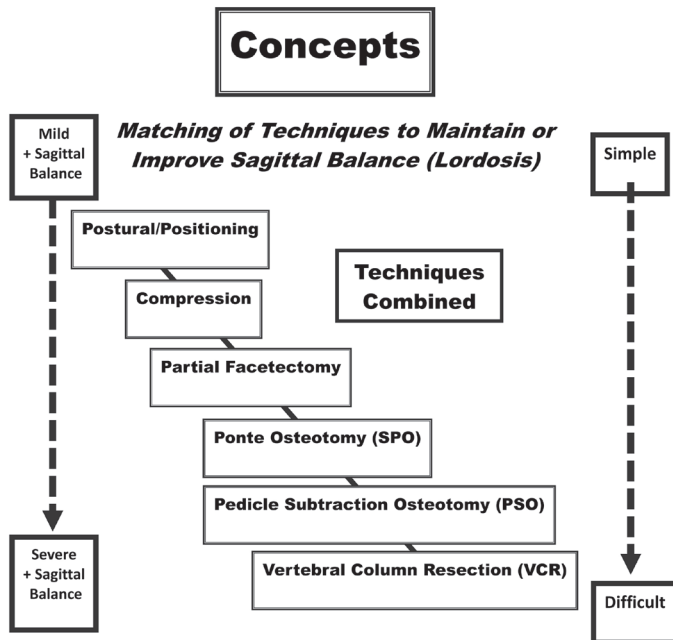 Concepts
Matching of Techniques to Maintain or
Improve Sagittal Balance (Lordosis)
Mild
+ Sagittal
Balance
Simple
Postural/Positioning
Techniques
Combined
Compression
Partial Facetectomy
Ponte Osteotomy (SPO)
Pedicle Subtraction Osteotomy (PSO)
Vertebral Column Resection (VCR)
Severe
+ Sagittal
Balance
Difficult